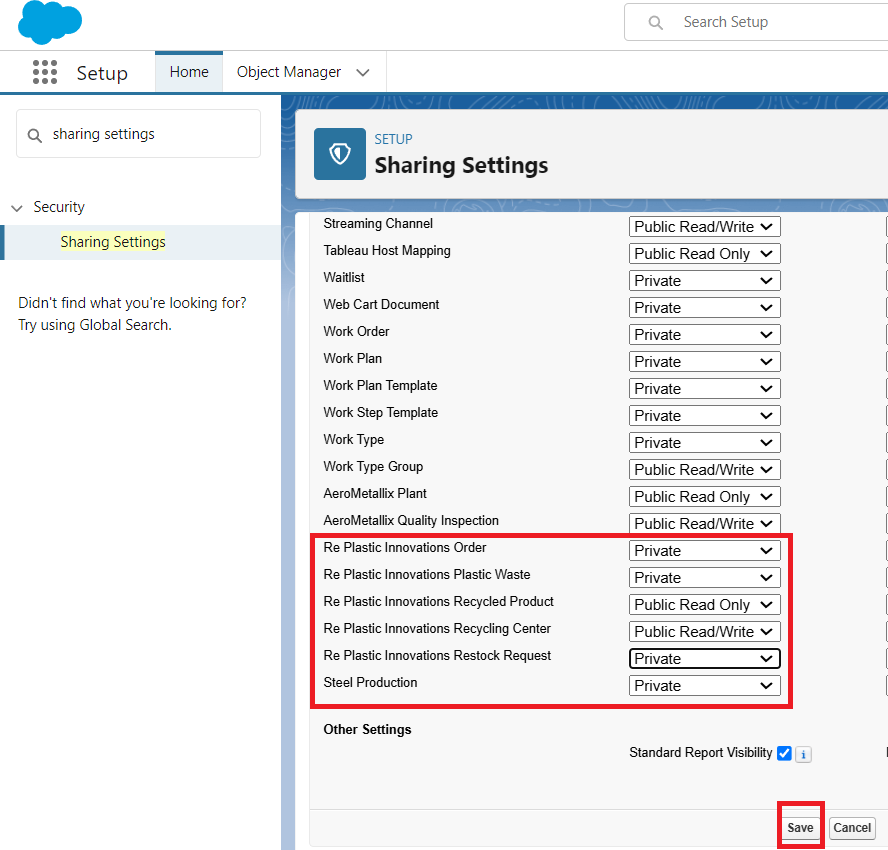 Search Setup
Setup
Home
Object Manager
sharing settings
Security
Sharing Settings
Didn't find what you're looking for?
Try using Global Search.
SETUP
Sharing Settings
Streaming Channel Public Read/Write
Tableau Host Mapping Public Read Only
Waitlist Private
Web Cart Document Private
Work Order Private
Work Plan Private
Work Plan Template Private
Work Step Template Private
Work Type Private
Work Type Group Public Read/Write
AeroMetallix Plant Public Read Only
AeroMetallix Quality Inspection Public Read/Write
Re Plastic Innovations Order Private
Re Plastic Innovations Plastic Waste Private
Re Plastic Innovations Recycled Product Public Read Only
Re Plastic Innovations Recycling Center Public Read/Write
Re Plastic Innovations Restock Request Private
Steel Production Private
Other Settings
Standard Report Visibility i
Save Cancel